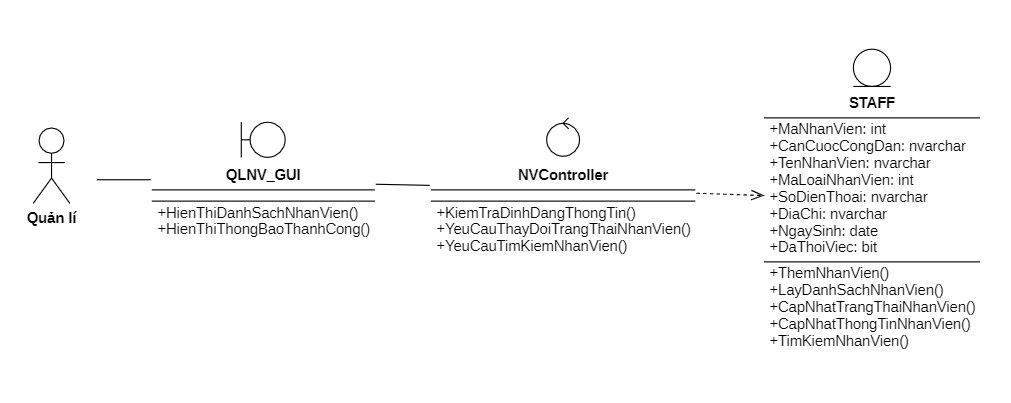 Quản lí
QLNV_GUI
+HienThiDanhSachNhanVien()
+HienThiThongBaoThanhCong()
NVController
+KiemTraDinhDangThongTin()
+YeuCauThayDoiTrangThaiNhanVien()
+YeuCauTimKiemNhanVien()
STAFF
+MaNhanVien: int
+CanCuocCongDan: nvarchar
+TenNhanVien: nvarchar
+MaLoaiNhanVien: int
+SoDienThoai: nvarchar
+DiaChi: nvarchar
+NgaySinh: date
+DaThoiViec: bit
+ThemNhanVien()
+LayDanhSachNhanVien()
+CapNhatTrangThaiNhanVien()
+CapNhatThongTinNhanVien()
+TimKiemNhanVien()